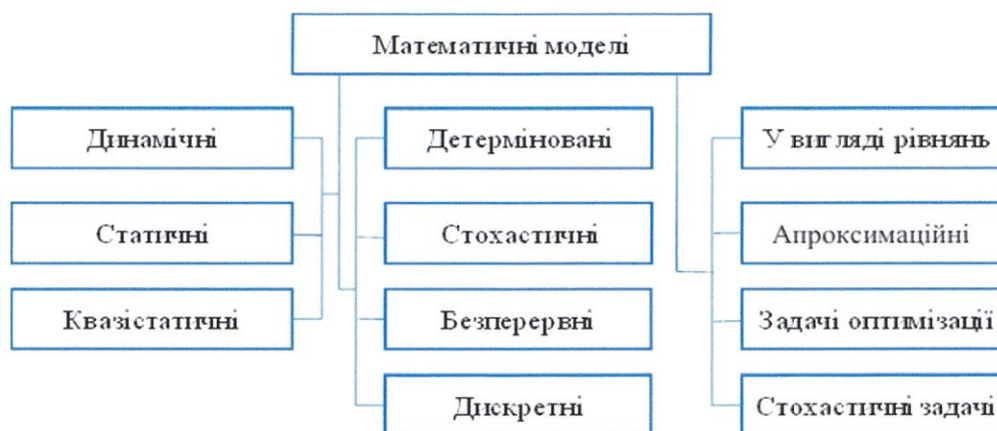 Математичні моделі
Динамічні
Статичні
Квазістатичні
Детерміновані
Стохастичні
Безперервні
Дискретні
У вигляді рівнянь
Апроксимаційні
Задачі оптимізації
Стохастичні задачі